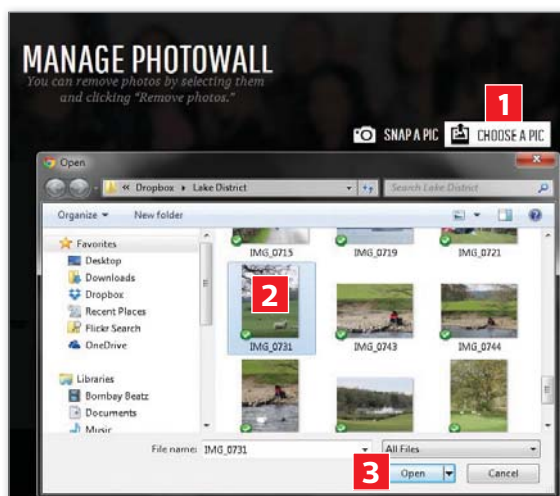 MANAGE PHOTOWALL
You can remove photos by selecting them
and clicking “Remove photos.”
1
SNAP A PIC
CHOOSE A PIC
Open
« Dropbox Lake District
Search Lake District
Organize
New folder
Favorites
Desktop
Downloads
Dropbox
Recent Places
Flickr Search
OneDrive
Libraries
Bombay Beatz
Documents
Music
IMG_0715
IMG_0719
IMG_0721
2
IMG_0731
IMG_0743
IMG_0744
File name:
IMG_0731
All Files
3
Open
Cancel